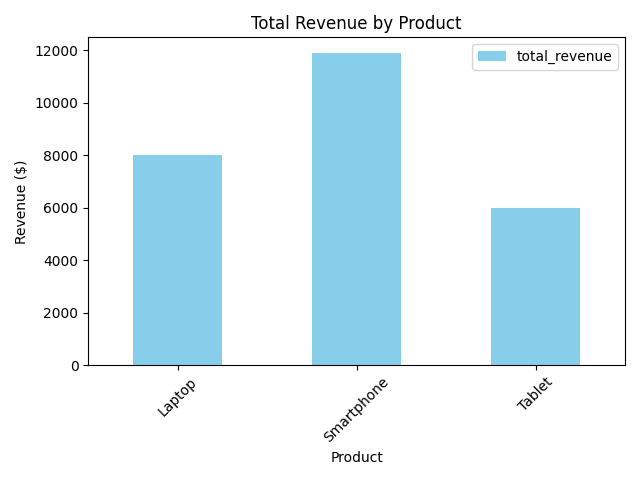 Total Revenue by Product
total_revenue
Revenue ($)
12000
10000
8000
6000
4000
2000
0
Laptop
Smartphone
Tablet
Product